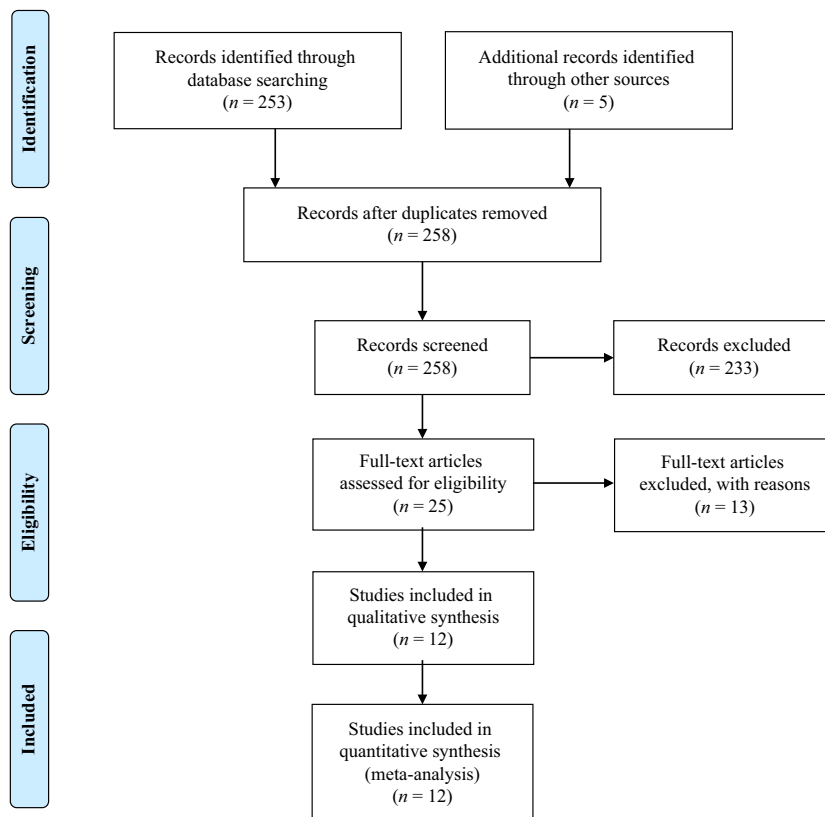 Identification
Records identified through
database searching
(n = 253)
Additional records identified
through other sources
(n = 5)
Records after duplicates removed
(n = 258)
Screening
Records screened
(n = 258)
Records excluded
(n = 233)
Eligibility
Full-text articles
assessed for eligibility
(n = 25)
Full-text articles
excluded, with reasons
(n = 13)
Studies included in
qualitative synthesis
(n = 12)
Included
Studies included in
quantitative synthesis
(meta-analysis)
(n = 12)